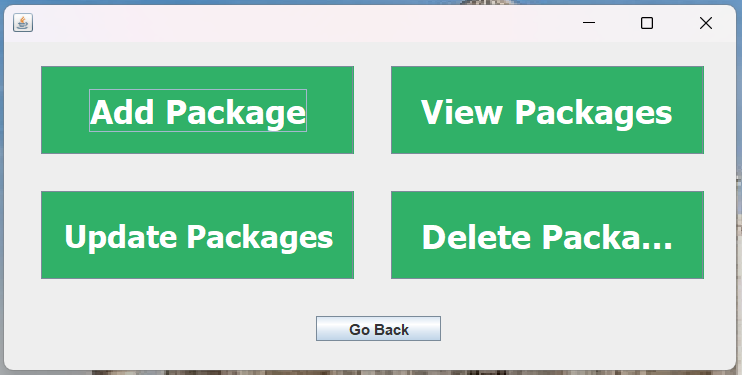 Add Package
View Packages
Update Packages
Delete Packa...
Go Back